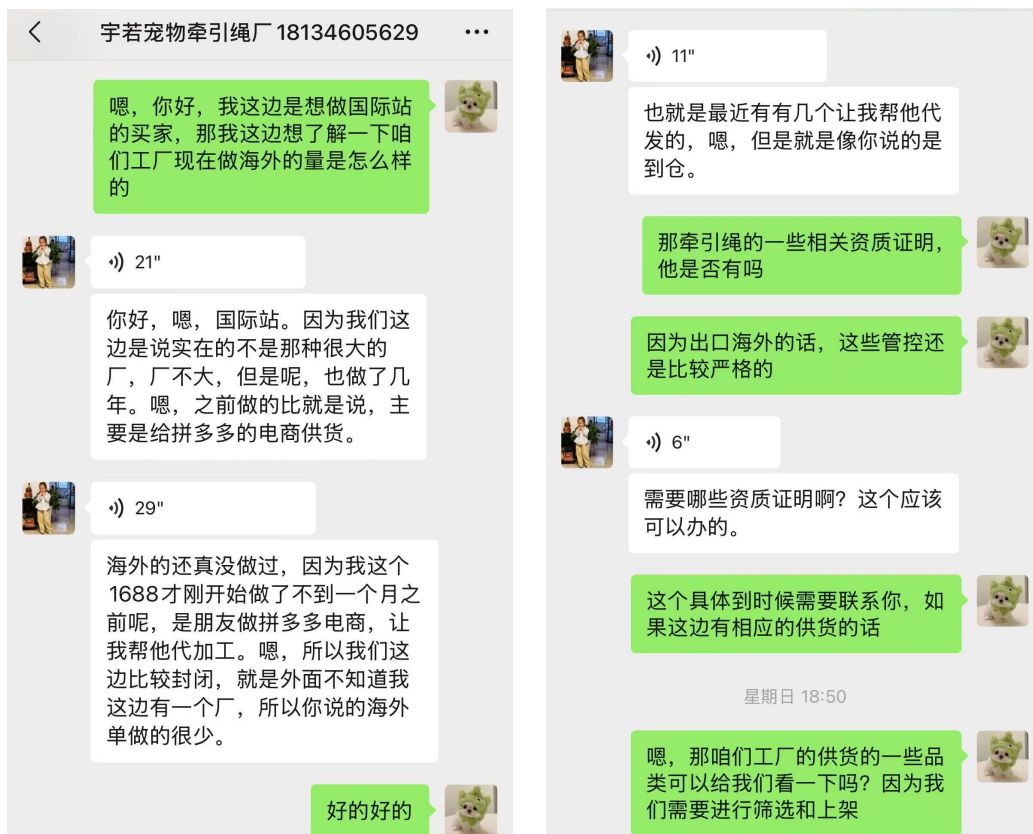 宇若宠物牵引绳厂18134605629
嗯，你好，我这边是想做国际站
的买家，那我这边想了解一下咱
们工厂现在做海外的量是怎么样
的
21"
你好，嗯，国际站。因为我们这
边是说实在的不是那种很大的
厂，厂不大，但是呢，也做了几
年。嗯，之前做的比就是说，主
要是给拼多多的电商供货。
29"
海外的还真没做过，因为我这个
1688才刚开始做了不到一个月之
前呢，是朋友做拼多多电商，让
我帮他代加工。嗯，所以我们这
边比较封闭，就是外面不知道我
这边有一个厂，所以你说的海外
单做的很少。
好的好的
11"
也就是最近有有几个让我帮他代
发的，嗯，但是就是像你说的是
到仓。
那牵引绳的一些相关资质证明，
他是否有吗
因为出口海外的话，这些管控还
是比较严格的
6"
需要哪些资质证明啊？这个应该
可以办的。
这个具体到时候需要联系你，如
果这边有相应的供货的话
星期日 18:50
嗯，那咱们工厂的供货的一些品
类可以给我们看一下吗？因为我
们需要进行筛选和上架